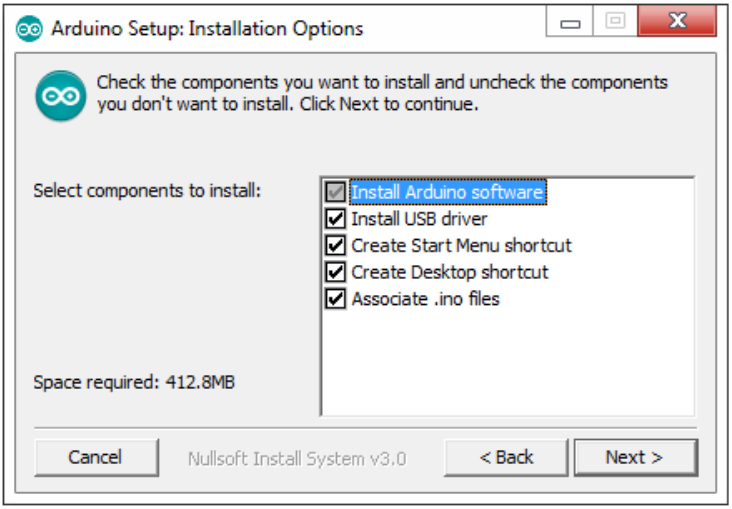 Arduino Setup: Installation Options
Check the components you want to install and uncheck the components
you don't want to install. Click Next to continue.
Select components to install:
Install Arduino software
Install USB driver
Create Start Menu shortcut
Create Desktop shortcut
Associate .ino files
Space required: 412.8MB
Cancel
Nullsoft Install System v3.0
< Back
Next >